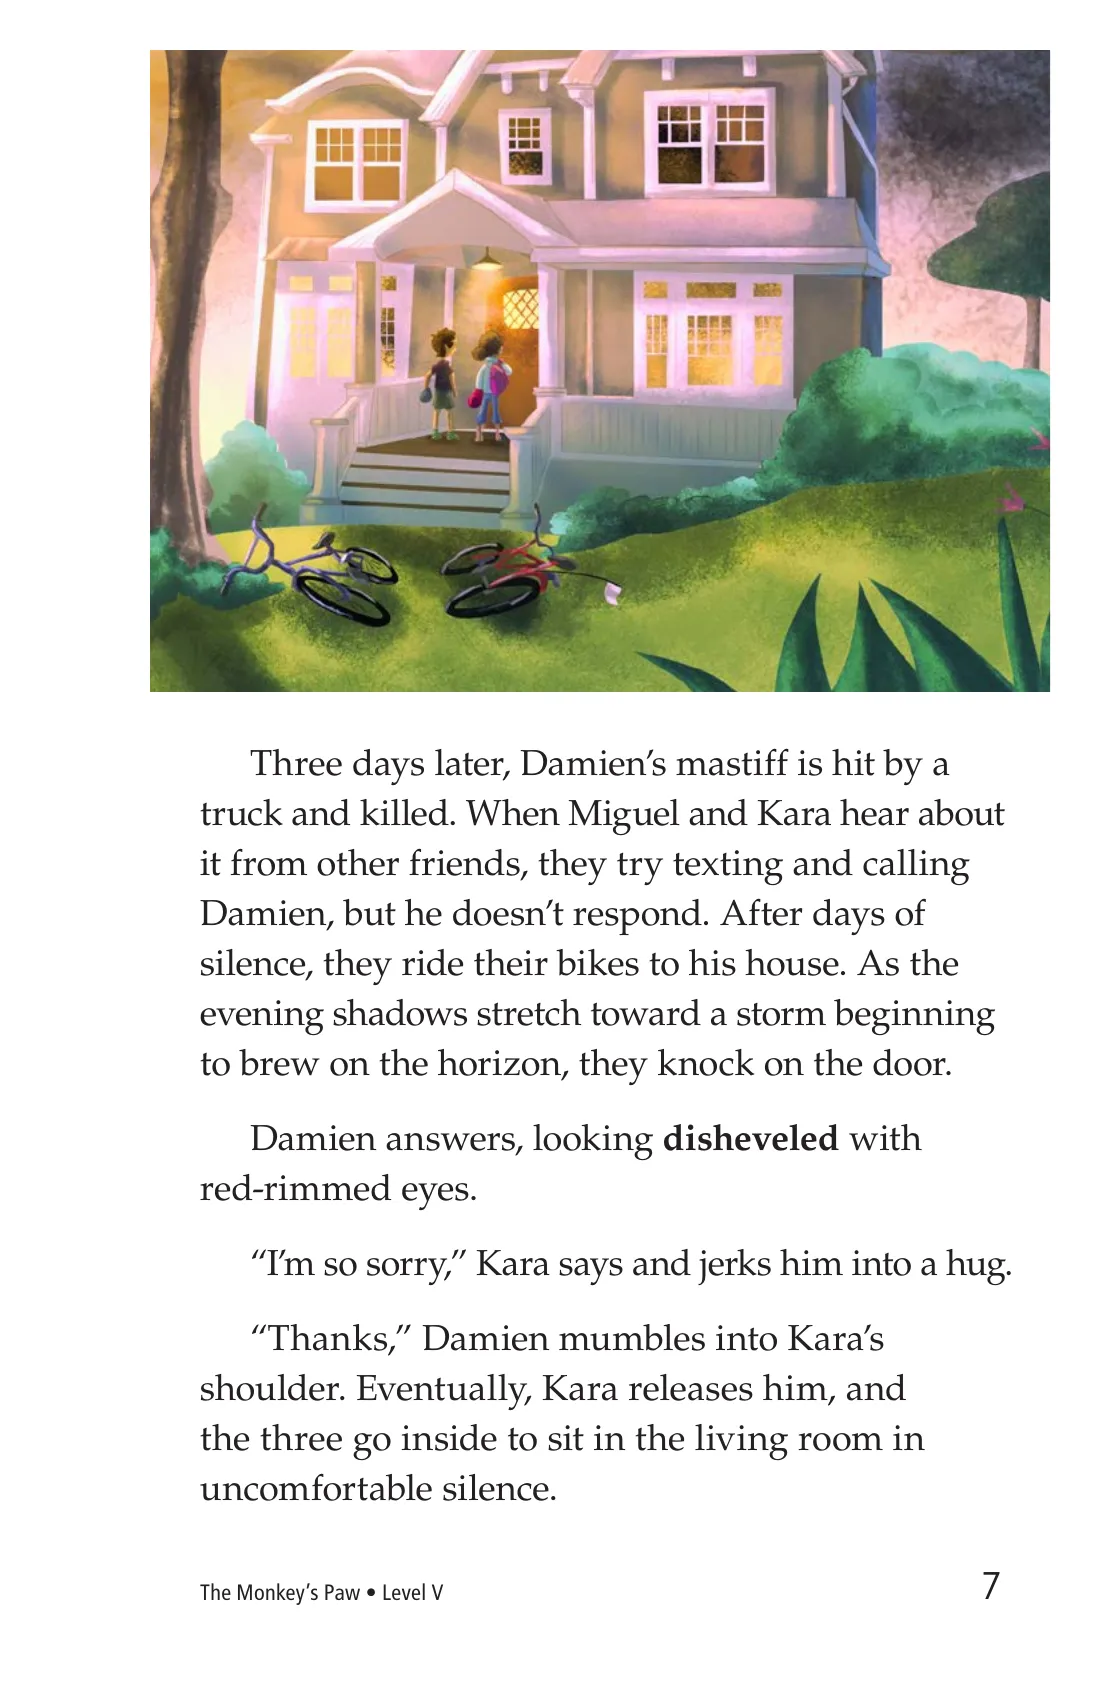 Three days later, Damien’s mastiff is hit by a
truck and killed. When Miguel and Kara hear about
it from other friends, they try texting and calling
Damien, but he doesn’t respond. After days of
silence, they ride their bikes to his house. As the
evening shadows stretch toward a storm beginning
to brew on the horizon, they knock on the door.
Damien answers, looking disheveled with
red-rimmed eyes.
“I’m so sorry,” Kara says and jerks him into a hug.
“Thanks,” Damien mumbles into Kara’s
shoulder. Eventually, Kara releases him, and
the three go inside to sit in the living room in
uncomfortable silence.
The Monkey’s Paw • Level V
7